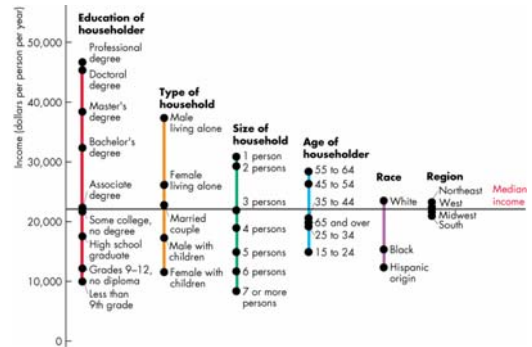 Income (dollars per person per year)
50,000
40,000
30,000
20,000
10,000
0
Education of
householder
Professional
degree
Doctoral
degree
Master's
degree
Bachelor's
degree
Associate
degree
Some college,
no degree
High school
graduate
Grades 9–12,
no diploma
Less than
9th grade
Type of
household
Male
living alone
Female
living alone
Married
couple
Male with
children
Female with
children
Size of
household
1 person
2 persons
3 persons
4 persons
5 persons
6 persons
7 or more
persons
Age of
householder
55 to 64
45 to 54
35 to 44
65 and over
25 to 34
15 to 24
Race
White
Black
Hispanic
origin
Region
Northeast
West
Midwest
South
Median
income